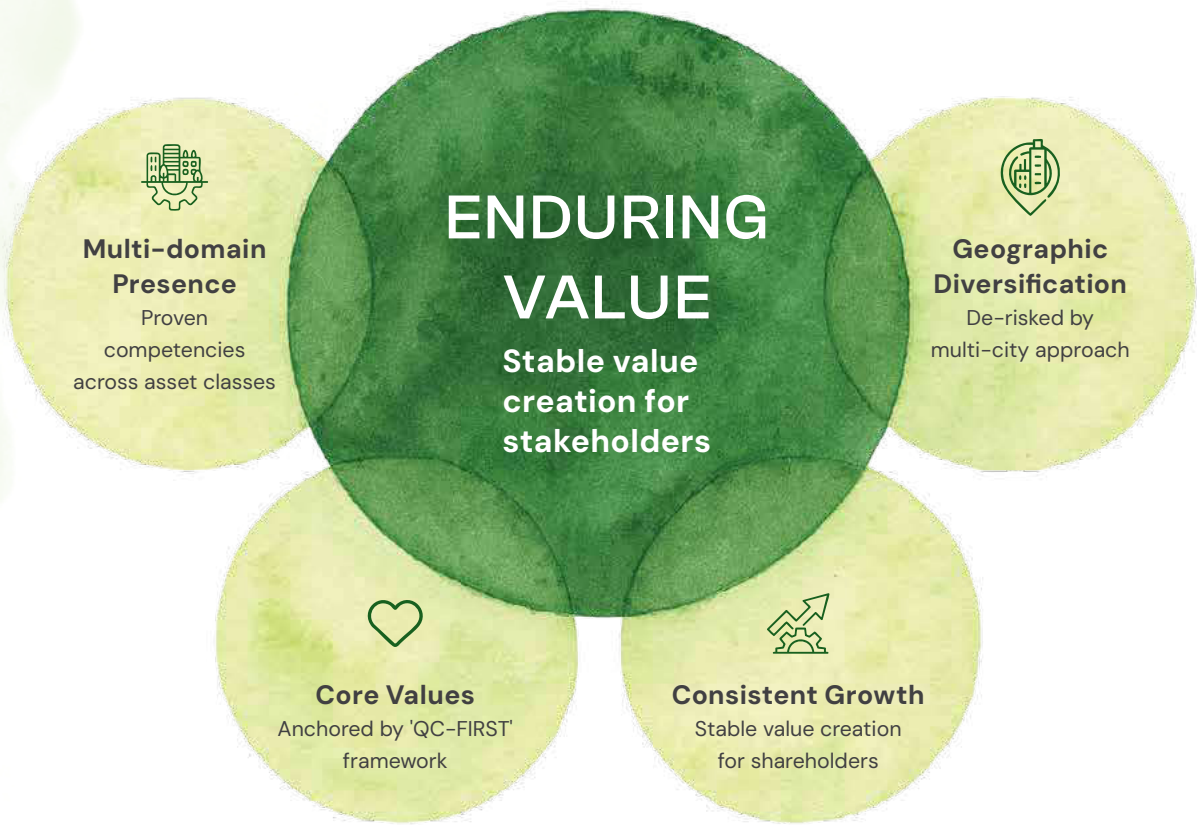 ENDURING
VALUE
Stable value
creation for
stakeholders
Multi-domain
Presence
Proven
competencies
across asset classes
Geographic
Diversification
De-risked by
multi-city approach
Core Values
Anchored by 'QC-FIRST'
framework
Consistent Growth
Stable value creation
for shareholders